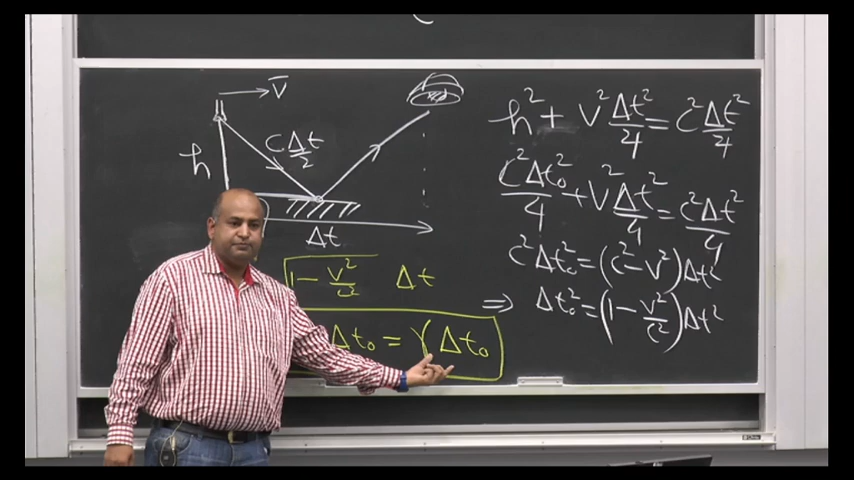 V̄
h
C Δt/2
Δt
√1 - V²/c² Δt
Δt₀ = γ Δt₀
h² + V² Δt²/4 = C² Δt²/4
C² Δt₀²/4 + V² Δt²/4 = C² Δt²/4
C² Δt₀² = (C² - V²) Δt²
⇒ Δt₀² = (1 - V²/c²) Δt²